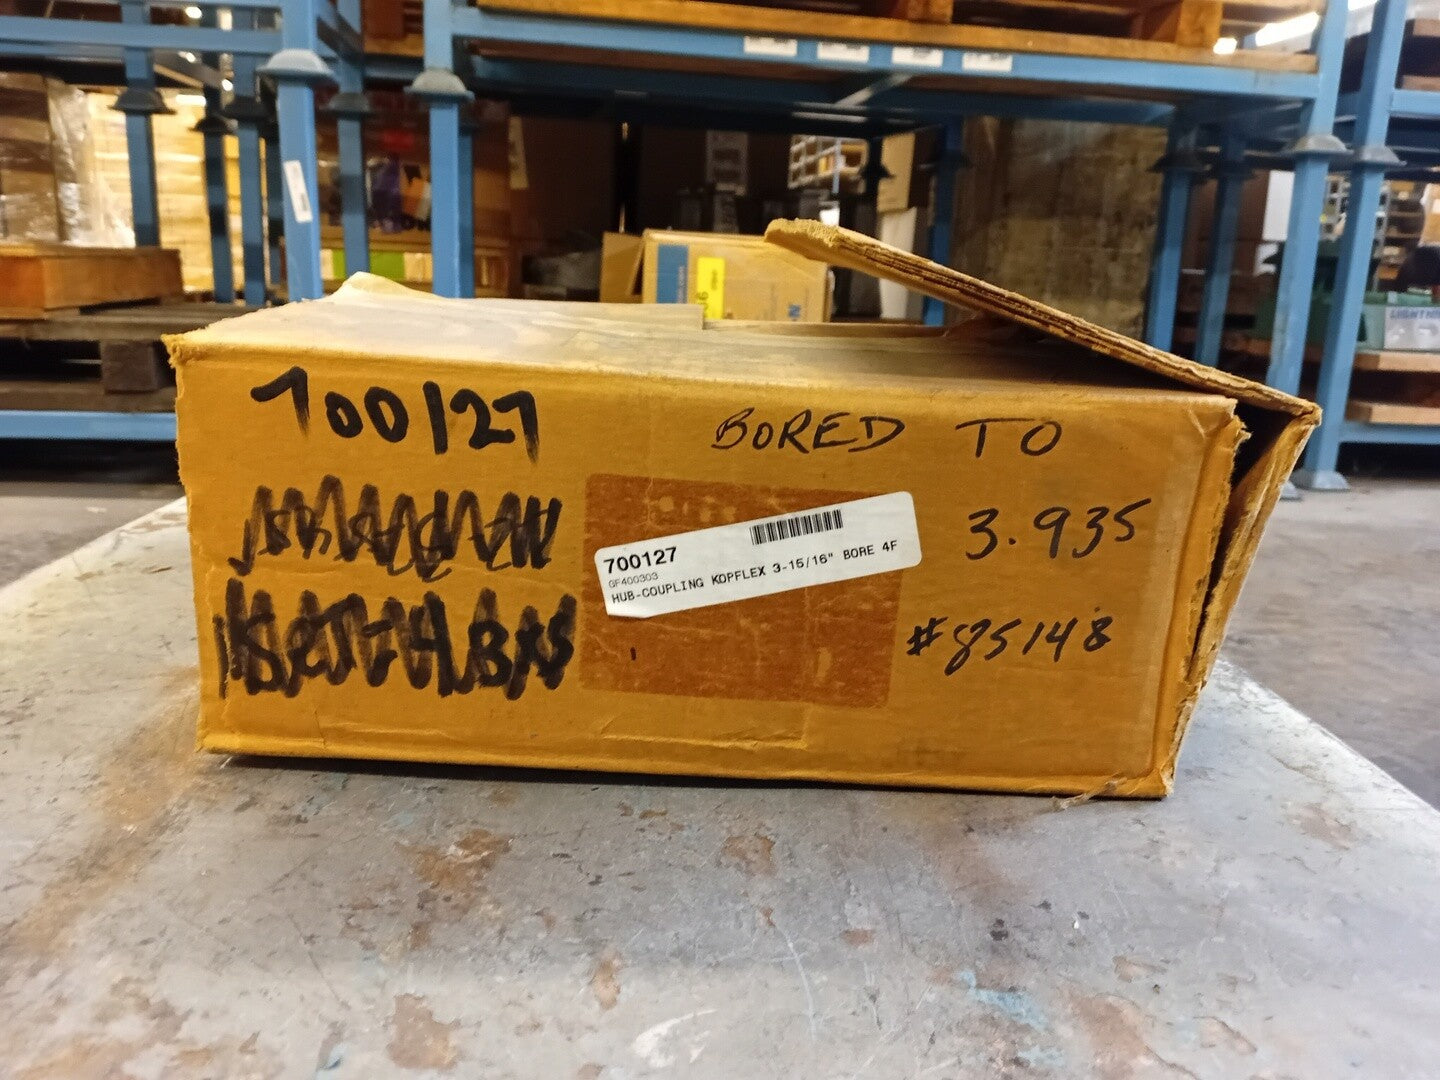 700127
BORED TO
3.935
#85148
700127
GF400303
HUB-COUPLING KOPFLEX 3-15/16" BORE 4F